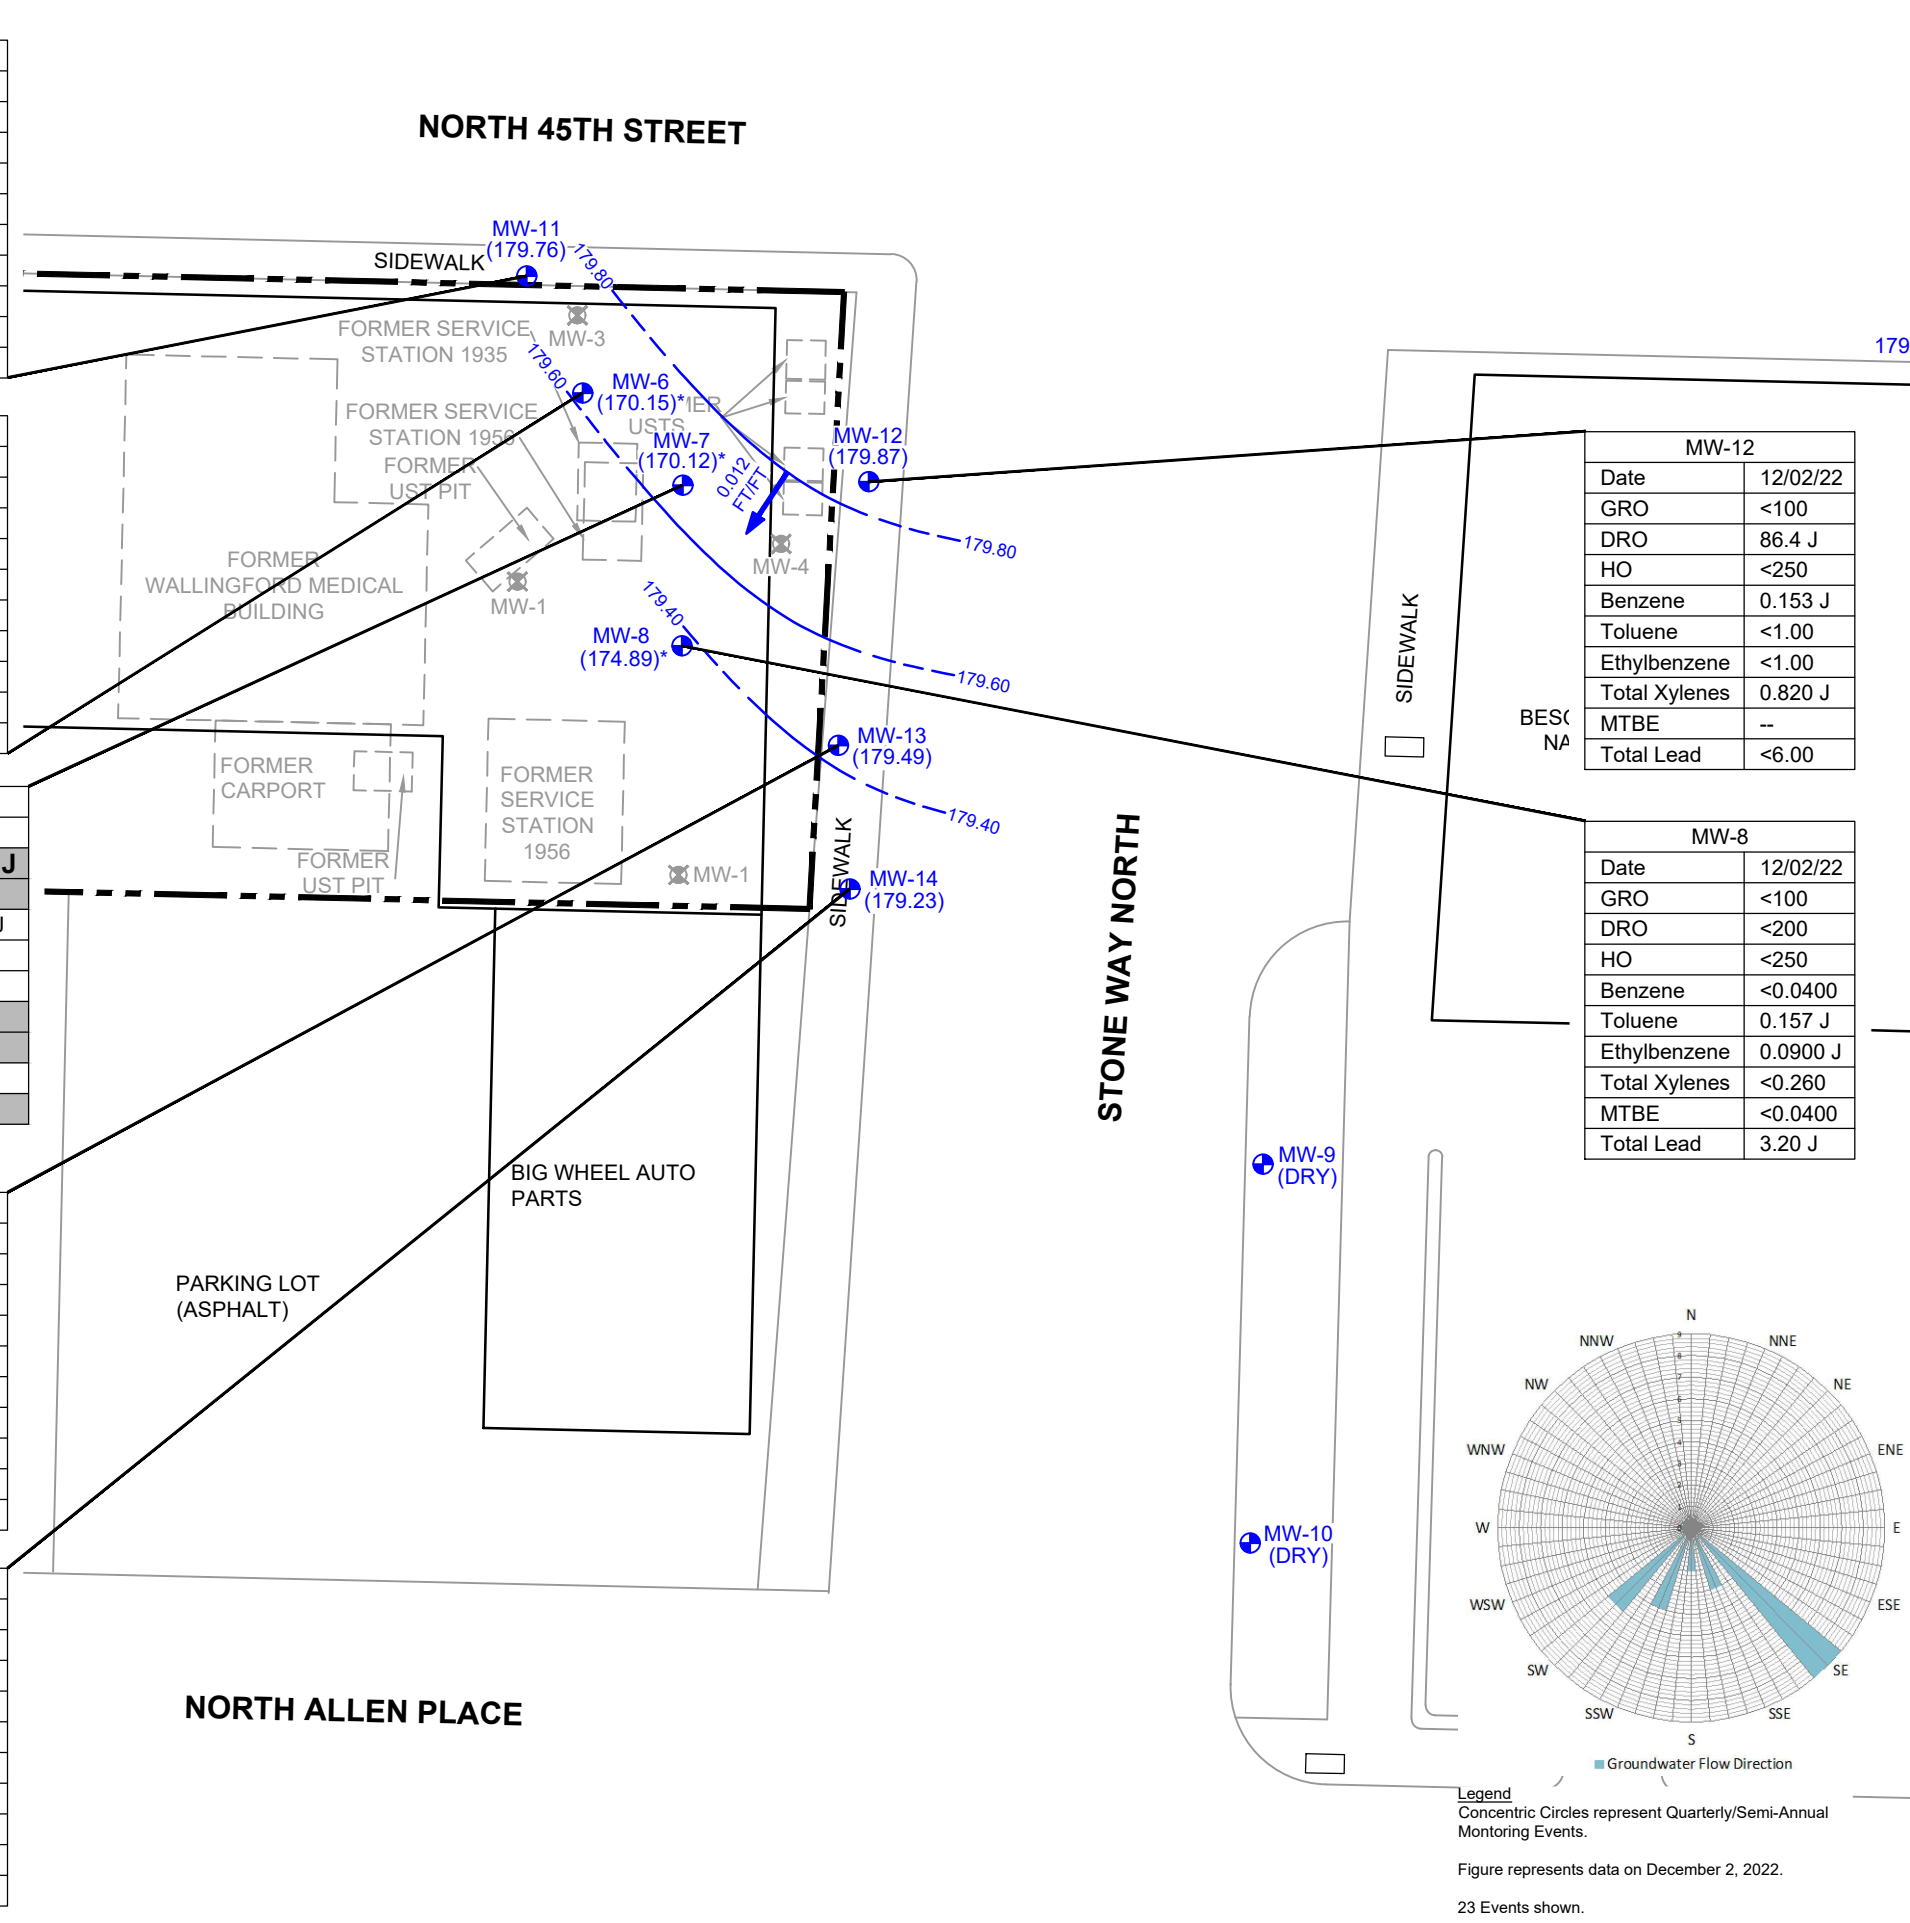 NORTH 45TH STREET
MW-11
(179.76)
179.80
SIDEWALK
FORMER SERVICE
STATION 1935
MW-3
179.60
MW-6
(170.15)*
FORMER SERVICE
STATION 1956
USTS
MW-7
(170.12)*
0.012
FT/FT
MW-12
(179.87)
FORMER
UST PIT
179.80
MW-4
FORMER
WALLINGFORD MEDICAL
BUILDING
MW-1
179.40
MW-8
(174.89)*
179.60
MW-13
(179.49)
FORMER
CARPORT
FORMER
SERVICE
STATION
1956
179.40
FORMER
UST PIT
MW-1
SIDEWALK
MW-14
(179.23)
J
J
STONE WAY NORTH
SIDEWALK
179
MW-12
Date 12/02/22
GRO <100
DRO 86.4 J
HO <250
Benzene 0.153 J
Toluene <1.00
Ethylbenzene <1.00
Total Xylenes 0.820 J
MTBE --
Total Lead <6.00
NA
MW-8
Date 12/02/22
GRO <100
DRO <200
HO <250
Benzene <0.0400
Toluene 0.157 J
Ethylbenzene 0.0900 J
Total Xylenes <0.260
MTBE <0.0400
Total Lead 3.20 J
BIG WHEEL AUTO
PARTS
MW-9
(DRY)
PARKING LOT
(ASPHALT)
MW-10
(DRY)
NORTH ALLEN PLACE
N
NNW NNE
NW NE
WNW ENE
W E
WSW ESE
SW SE
SSW SSE
S
9
8
7
6
5
4
3
2
1
Groundwater Flow Direction
Legend
Concentric Circles represent Quarterly/Semi-Annual
Montoring Events.
Figure represents data on December 2, 2022.
23 Events shown.